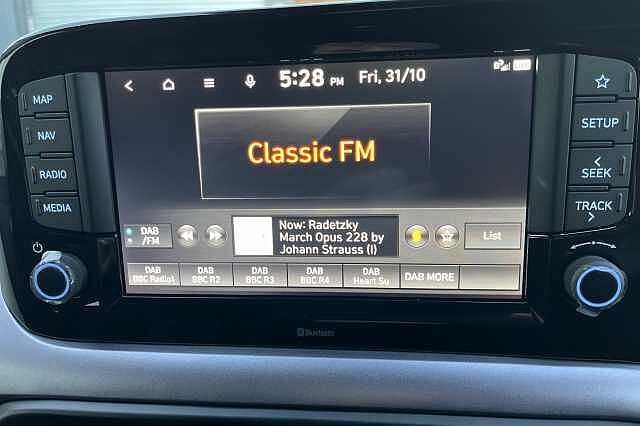 5:28 PM Fri, 31/10
MAP
NAV
RADIO
MEDIA
Classic FM
SETUP
< SEEK
TRACK >
DAB
/FM
Now: Radetzky
March Opus 228 by
Johann Strauss (I)
List
DAB
BBC Radio1
DAB
BBC R2
DAB
BBC R3
DAB
BBC R4
DAB
Heart Su
DAB MORE
Bluetooth